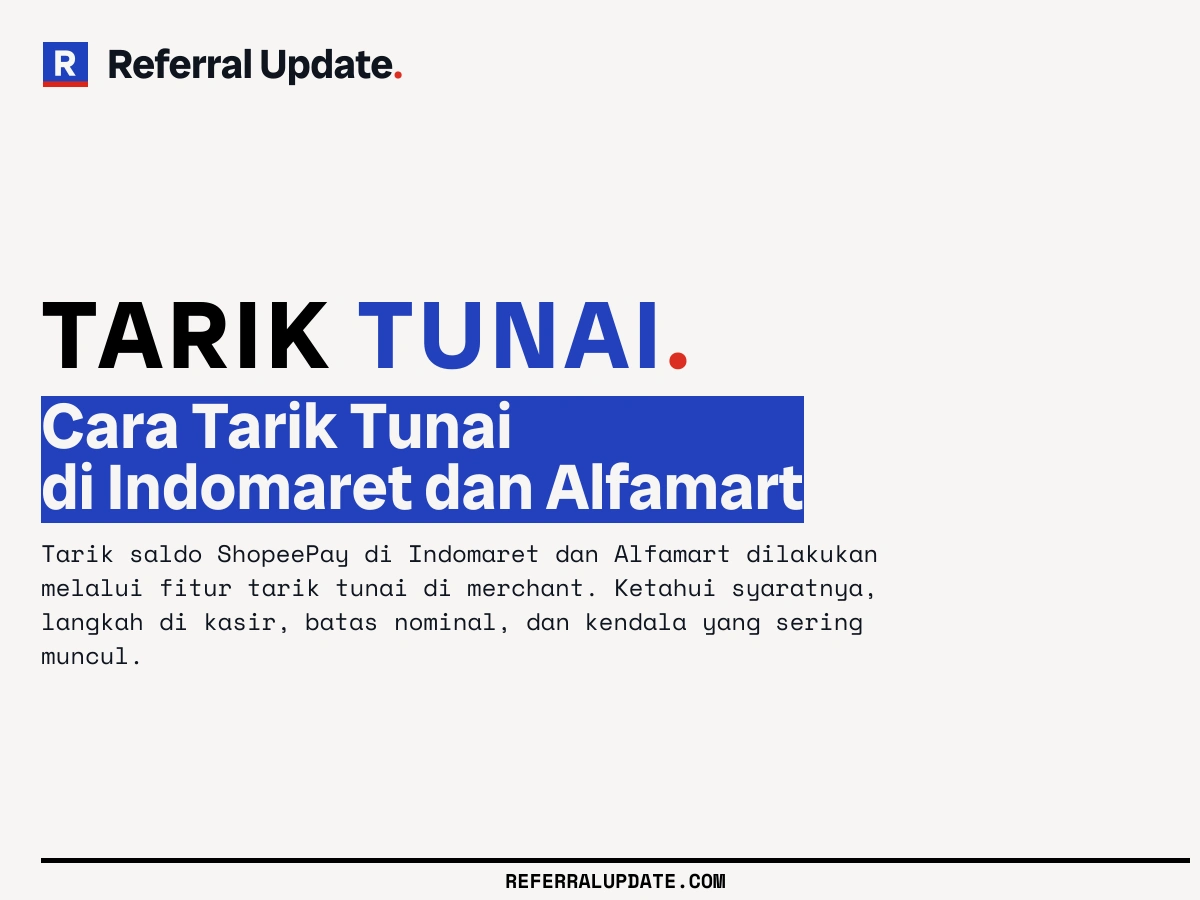 R Referral Update.
TARIK TUNAI.
Cara Tarik Tunai
di Indomaret dan Alfamart
Tarik saldo ShopeePay di Indomaret dan Alfamart dilakukan
melalui fitur tarik tunai di merchant. Ketahui syaratnya,
langkah di kasir, batas nominal, dan kendala yang sering
muncul.
REFERRALUPDATE.COM